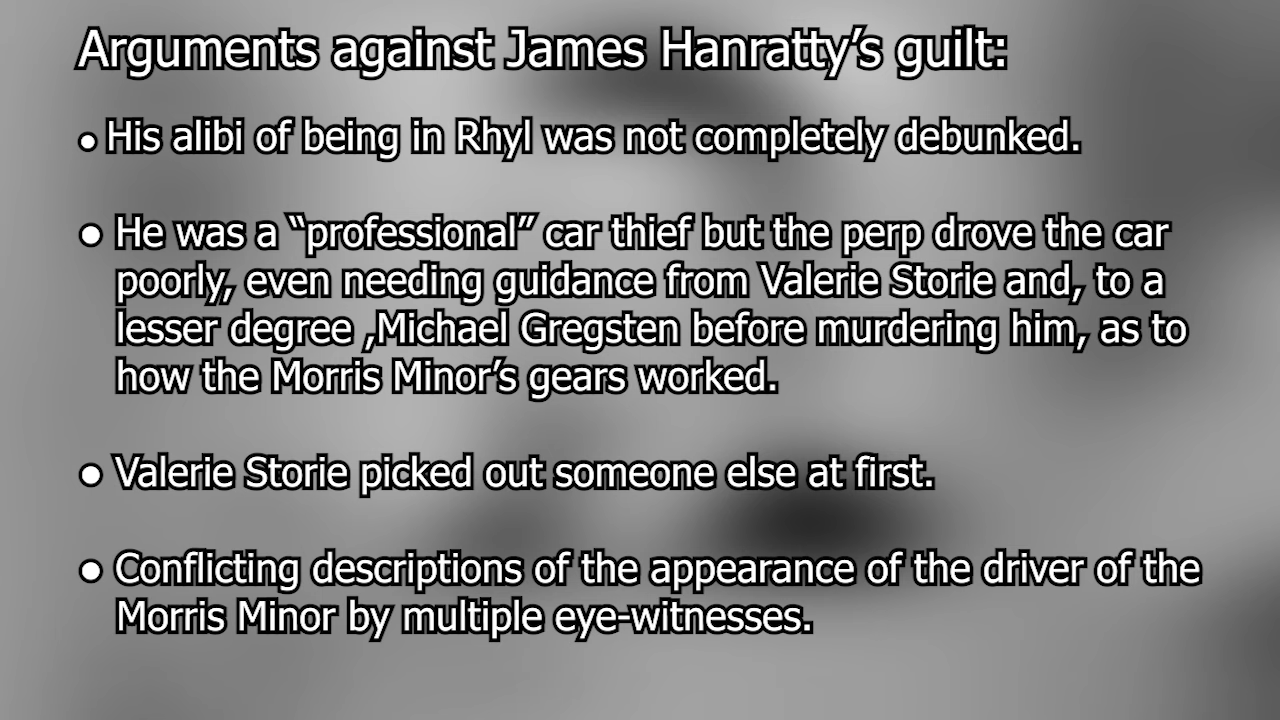 Arguments against James Hanratty’s guilt:
● His alibi of being in Rhyl was not completely debunked.
● He was a “professional” car thief but the perp drove the car
poorly, even needing guidance from Valerie Storie and, to a
lesser degree ,Michael Gregsten before murdering him, as to
how the Morris Minor’s gears worked.
● Valerie Storie picked out someone else at first.
● Conflicting descriptions of the appearance of the driver of the
Morris Minor by multiple eye-witnesses.